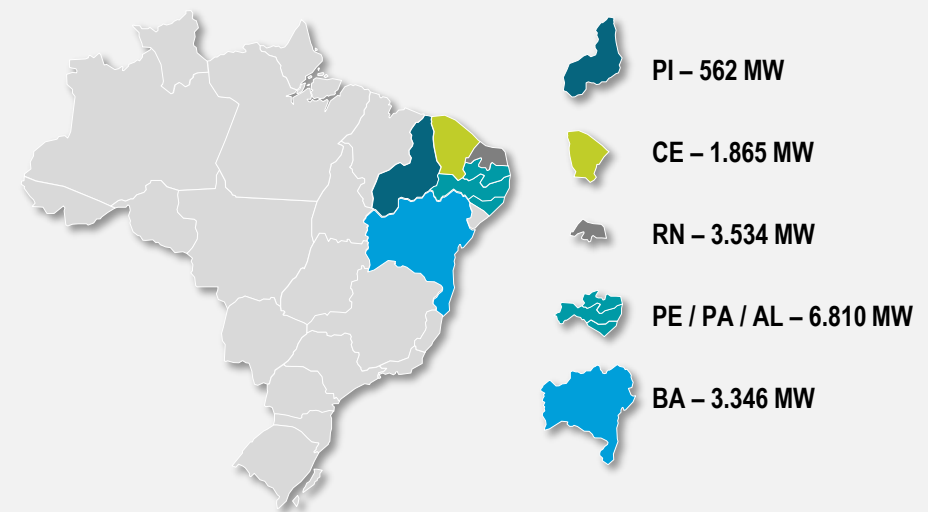 PI – 562 MW
CE – 1.865 MW
RN – 3.534 MW
PE / PA / AL – 6.810 MW
BA – 3.346 MW